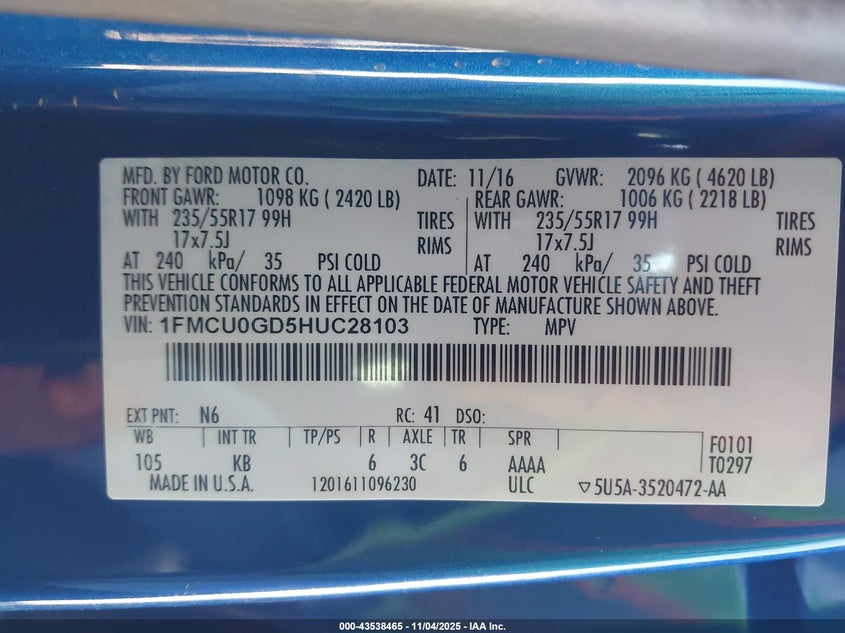 MFD. BY FORD MOTOR CO. DATE: 11/16 GVWR: 2096 KG ( 4620 LB)
FRONT GAWR: 1098 KG ( 2420 LB) REAR GAWR: 1006 KG ( 2218 LB)
WITH 235/55R17 99H TIRES WITH 235/55R17 99H TIRES
17x7.5J RIMS 17x7.5J RIMS
AT 240 kPa/ 35 PSI COLD AT 240 kPa/ 35 PSI COLD
THIS VEHICLE CONFORMS TO ALL APPLICABLE FEDERAL MOTOR VEHICLE SAFETY AND THEFT
PREVENTION STANDARDS IN EFFECT ON THE DATE OF MANUFACTURE SHOWN ABOVE.
VIN: 1FMCU0GD5HUC28103 TYPE: MPV
EXT PNT: N6 RC: 41 DSO:
WB INT TR TP/PS R AXLE TR SPR F0101
105 KB 6 3C 6 AAAA T0297
MADE IN U.S.A. 1201611096230 ULC ▽5U5A-3520472-AA
000-43538465 - 11/04/2025 - IAA Inc.